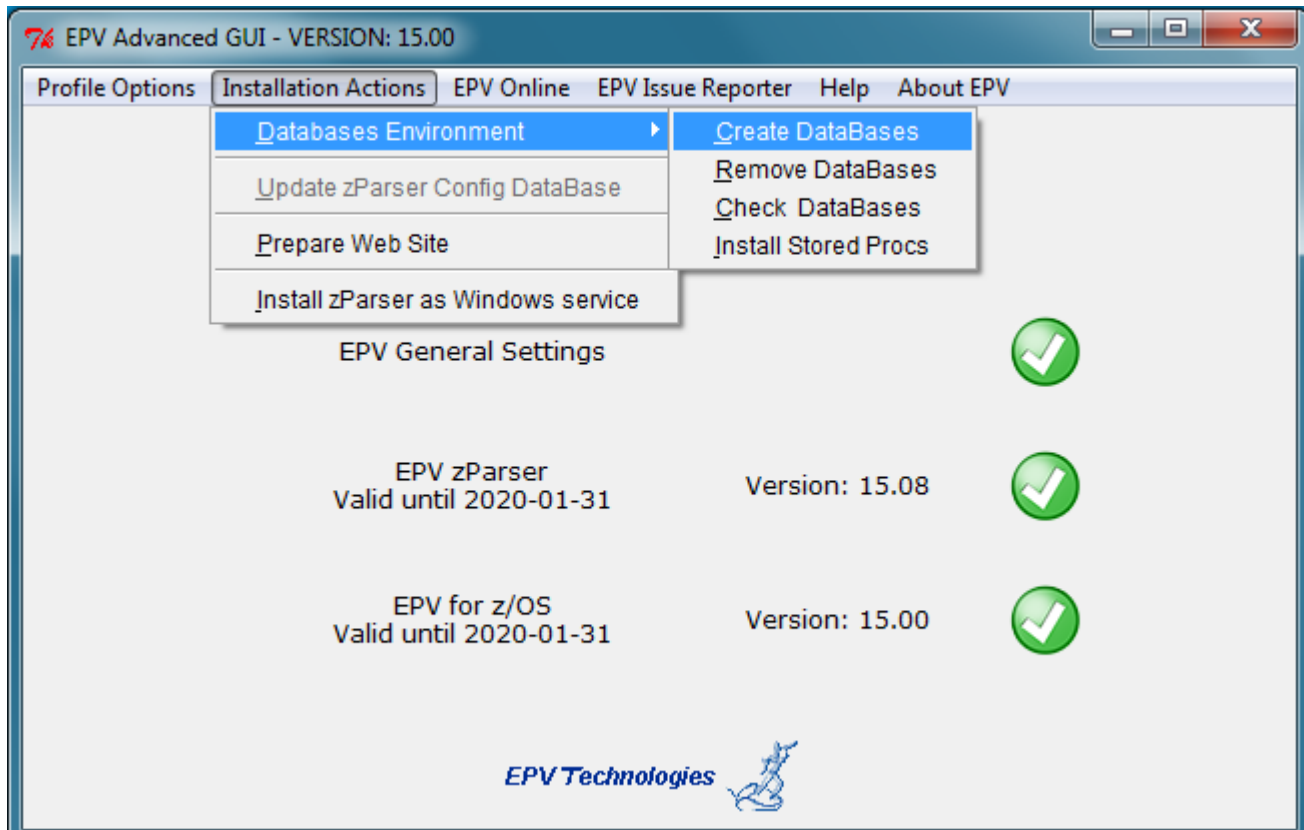 EPV Advanced GUI - VERSION: 15.00
Profile Options Installation Actions EPV Online EPV Issue Reporter Help About EPV
Databases Environment
Create DataBases
Remove DataBases
Check DataBases
Install Stored Procs
Update zParser Config DataBase
Prepare Web Site
Install zParser as Windows service
EPV General Settings
EPV zParser
Valid until 2020-01-31
Version: 15.08
EPV for z/OS
Valid until 2020-01-31
Version: 15.00
EPV Technologies